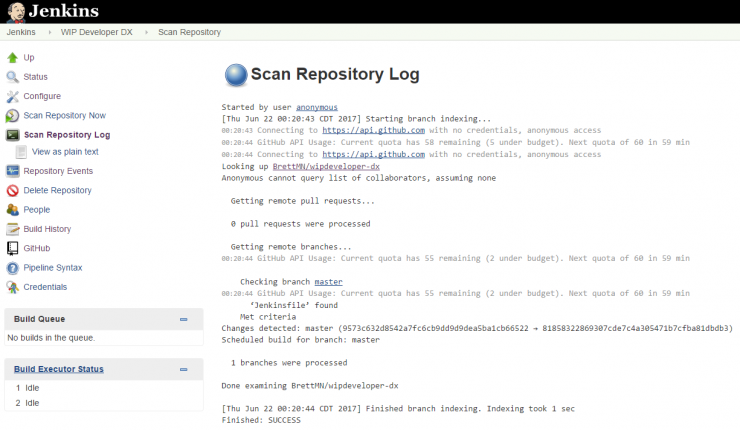 Jenkins
Jenkins › WIP Developer DX › Scan Repository
Up
Status
Configure
Scan Repository Now
Scan Repository Log
View as plain text
Repository Events
Delete Repository
People
Build History
GitHub
Pipeline Syntax
Credentials
Build Queue
No builds in the queue.
Build Executor Status
1 Idle
2 Idle
Scan Repository Log
Started by user anonymous
[Thu Jun 22 00:20:43 CDT 2017] Starting branch indexing...
00:20:43 Connecting to https://api.github.com with no credentials, anonymous access
00:20:44 GitHub API Usage: Current quota has 58 remaining (5 under budget). Next quota of 60 in 59 min
00:20:44 Connecting to https://api.github.com with no credentials, anonymous access
Looking up BrettMN/wipdeveloper-dx
Anonymous cannot query list of collaborators, assuming none
Getting remote pull requests...
0 pull requests were processed
Getting remote branches...
00:20:44 GitHub API Usage: Current quota has 55 remaining (2 under budget). Next quota of 60 in 59 min
Checking branch master
00:20:44 GitHub API Usage: Current quota has 55 remaining (2 under budget). Next quota of 60 in 59 min
‘Jenkinsfile’ found
Met criteria
Changes detected: master (9573c632d8542a7fc6cb9dd9d9dea5ba1cb66522 → 81858322869307cde7c4a305471b7cfba81dbdb3)
Scheduled build for branch: master
1 branches were processed
Done examining BrettMN/wipdeveloper-dx
[Thu Jun 22 00:20:44 CDT 2017] Finished branch indexing. Indexing took 1 sec
Finished: SUCCESS